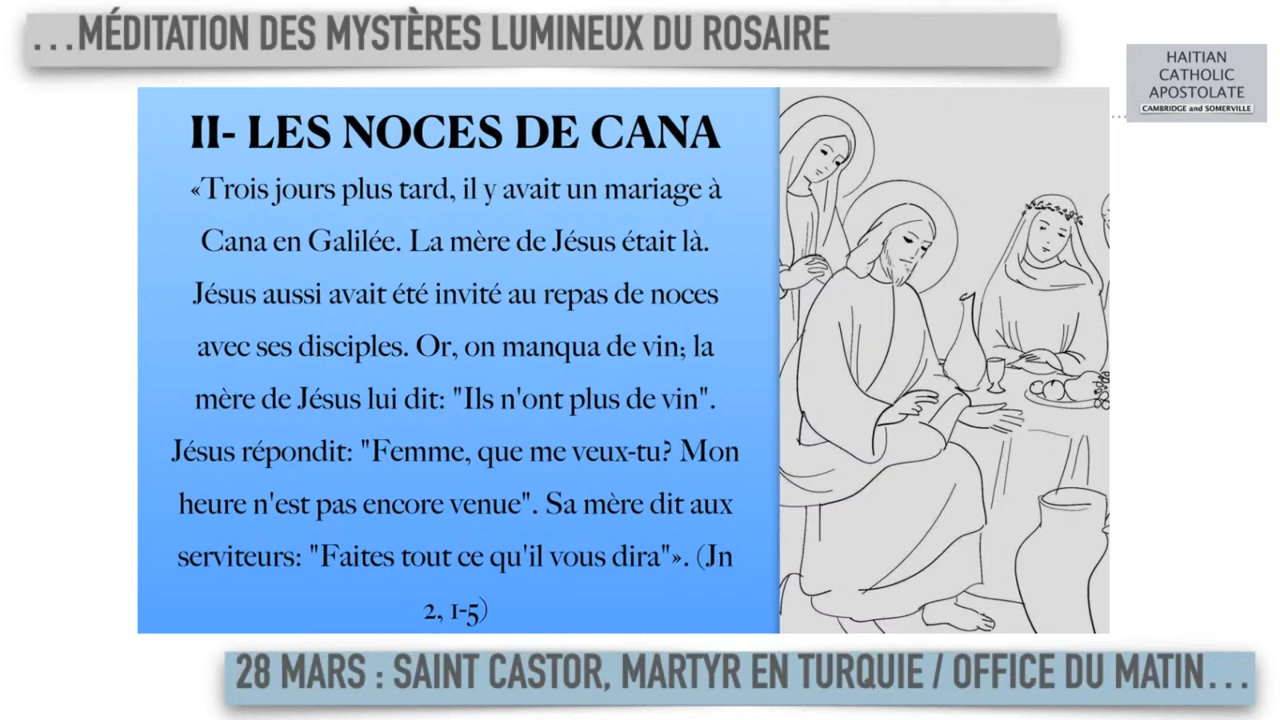 ...MÉDITATION DES MYSTÈRES LUMINEUX DU ROSAIRE
HAITIAN
CATHOLIC
APOSTOLATE
CAMBRIDGE and SOMERVILLE
II- LES NOCES DE CANA
«Trois jours plus tard, il y avait un mariage à
Cana en Galilée. La mère de Jésus était là.
Jésus aussi avait été invité au repas de noces
avec ses disciples. Or, on manqua de vin; la
mère de Jésus lui dit: "Ils n'ont plus de vin".
Jésus répondit: "Femme, que me veux-tu? Mon
heure n'est pas encore venue". Sa mère dit aux
serviteurs: "Faites tout ce qu'il vous dira"». (Jn
2, 1-5)
28 MARS : SAINT CASTOR, MARTYR EN TURQUIE / OFFICE DU MATIN...